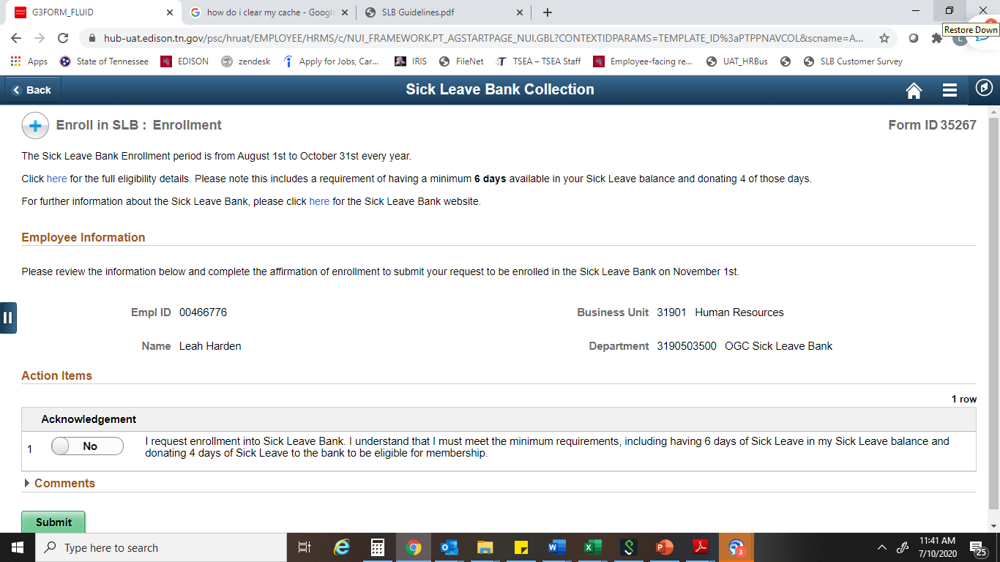 G3FORM_FLUID
how do i clear my cache - Google
SLB Guidelines.pdf
Restore Down
hub-uat.edison.tn.gov/psc/hruat/EMPLOYEE/HRMS/c/NUI_FRAMEWORK.PT_AGSTARTPAGE_NUI.GBL?CONTEXTIDPARAMS=TEMPLATE_ID%3aPTPPNAVCOL&scname=A...
Apps State of Tennessee EDISON zendesk Apply for Jobs, Car... IRIS FileNet TSEA – TSEA Staff Employee-facing re... UAT_HRBus SLB Customer Survey
Back
Sick Leave Bank Collection
Enroll in SLB : Enrollment
Form ID 35267
The Sick Leave Bank Enrollment period is from August 1st to October 31st every year.
Click here for the full eligibility details. Please note this includes a requirement of having a minimum 6 days available in your Sick Leave balance and donating 4 of those days.
For further information about the Sick Leave Bank, please click here for the Sick Leave Bank website.
Employee Information
Please review the information below and complete the affirmation of enrollment to submit your request to be enrolled in the Sick Leave Bank on November 1st.
Empl ID 00466776
Business Unit 31901 Human Resources
Name Leah Harden
Department 3190503500 OGC Sick Leave Bank
Action Items
1 row
Acknowledgement
1 No
I request enrollment into Sick Leave Bank. I understand that I must meet the minimum requirements, including having 6 days of Sick Leave in my Sick Leave balance and
donating 4 days of Sick Leave to the bank to be eligible for membership.
Comments
Submit
Type here to search
3
11:41 AM
7/10/2020
25